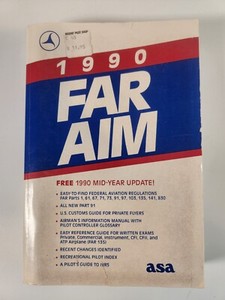 1990
FAR
AIM
FREE 1990 MID-YEAR UPDATE!
• EASY-TO-FIND FEDERAL AVIATION REGULATIONS
FAR Parts 1, 61, 67, 71, 73, 91, 97, 103, 135, 141, 830
• ALL NEW PART 91
• U.S. CUSTOMS GUIDE FOR PRIVATE FLYERS
• AIRMAN'S INFORMATION MANUAL WITH
PILOT CONTROLLER GLOSSARY
• EASY REFERENCE GUIDE FOR WRITTEN EXAMS
Private, Commercial, Instrument, CFI, CFII, and
ATP Airplane (FAR 135)
• RECENT CHANGES IDENTIFIED
• RECREATIONAL PILOT INDEX
• A PILOT'S GUIDE TO
asa